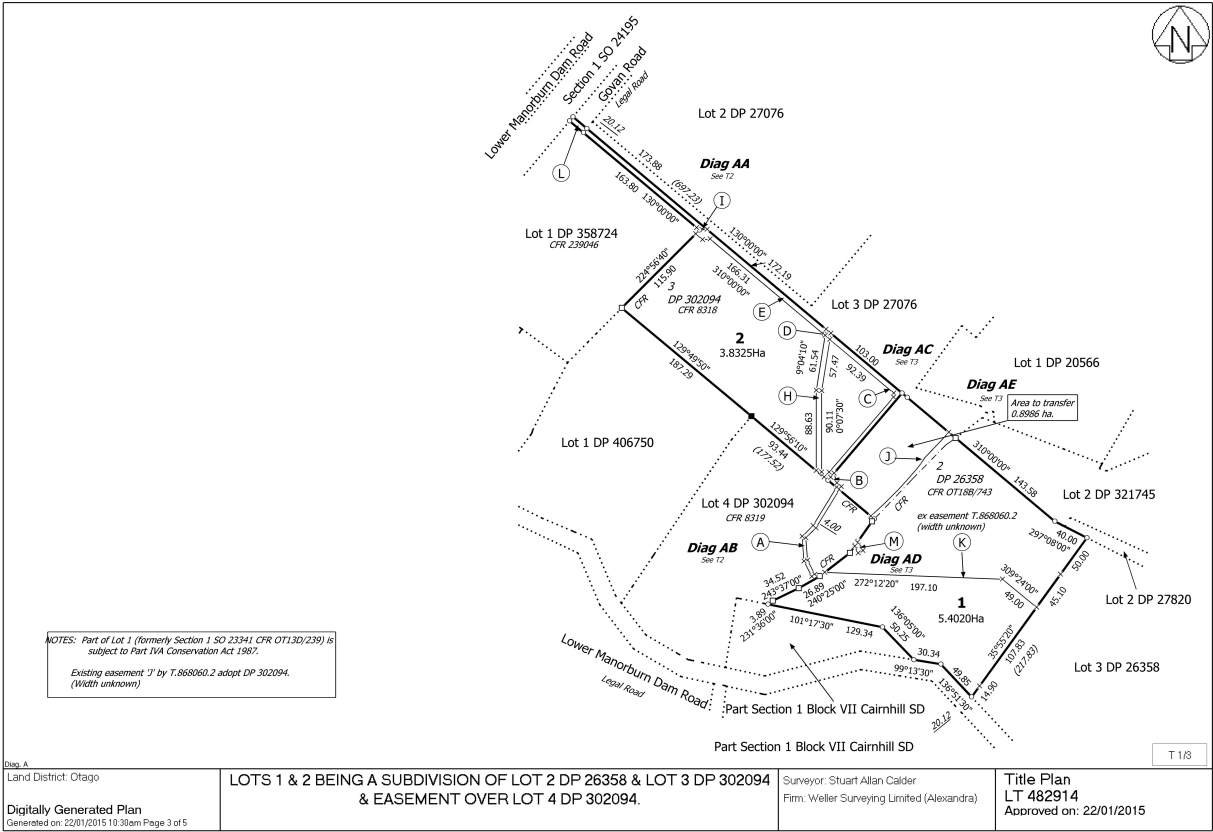 N
Lower Manorburn Dam Road
Section 1 SO 24195
Govan Road
Legal Road
20.12
Lot 2 DP 27076
L
173.88
(697.23)
163.80
130°00'00"
Diag AA
See T2
I
Lot 1 DP 358724
CFR 239046
224°56'40"
115.90
CFR
3
DP 302094
CFR 8318
130°00'00"
172.19
166.31
310°00'00"
E
D
Lot 3 DP 27076
2
3.8325Ha
129°49'50"
187.29
9°04'10"
61.54
57.47
92.39
103.00
Diag AC
See T3
C
Lot 1 DP 20566
Diag AE
See T3
Area to transfer
0.8986 ha.
H
88.63
90.11
0°07'30"
129°56'10"
93.44
(177.52)
Lot 1 DP 406750
J
B
2
DP 26358
CFR OT18B/743
310°00'00"
143.58
Lot 2 DP 321745
Lot 4 DP 302094
CFR 8319
CFR
CFR
4.00
ex easement T.868060.2
(width unknown)
A
M
K
Diag AB
See T2
CFR
Diag AD
See T3
40.00
297°08'00"
50.00
34.52
243°37'00"
26.89
240°25'00"
272°12'20"
197.10
309°24'00"
49.00
45.10
Lot 2 DP 27820
3.89
231°36'00"
101°17'30"
129.34
136°05'00"
50.25
1
5.4020Ha
35°55'20"
107.83
(217.83)
30.34
99°13'30"
49.85
136°51'30"
14.90
Lot 3 DP 26358
Lower Manorburn Dam Road
Legal Road
20.12
Part Section 1 Block VII Cairnhill SD
Part Section 1 Block VII Cairnhill SD
NOTES: Part of Lot 1 (formerly Section 1 SO 23341 CFR OT13D/239) is
subject to Part IVA Conservation Act 1987.
Existing easement 'J' by T.868060.2 adopt DP 302094.
(Width unknown)
T 1/3
Diag. A
Land District: Otago
Digitally Generated Plan
Generated on: 22/01/2015 10:30am Page 3 of 5
LOTS 1 & 2 BEING A SUBDIVISION OF LOT 2 DP 26358 & LOT 3 DP 302094
& EASEMENT OVER LOT 4 DP 302094.
Surveyor: Stuart Allan Calder
Firm: Weller Surveying Limited (Alexandra)
Title Plan
LT 482914
Approved on: 22/01/2015